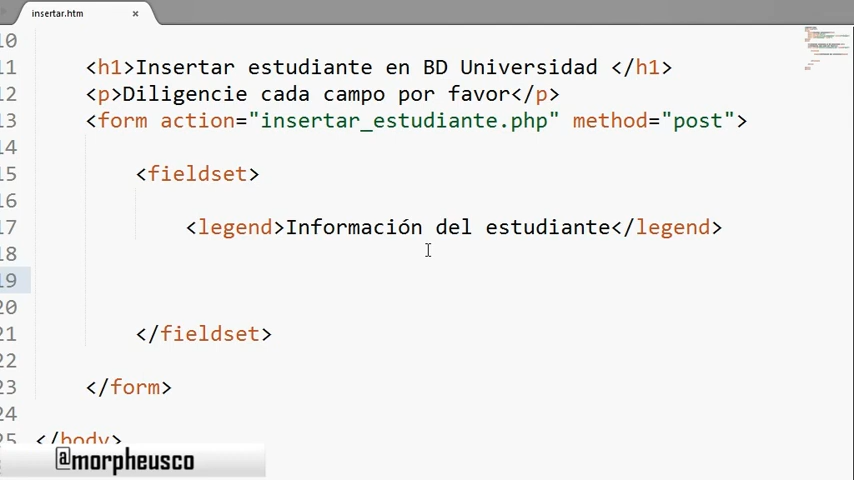 insertar.htm
10
11 <h1>Insertar estudiante en BD Universidad </h1>
12 <p>Diligencie cada campo por favor</p>
13 <form action="insertar_estudiante.php" method="post">
14
15 <fieldset>
16
17 <legend>Información del estudiante</legend>
18
19
20
21 </fieldset>
22
23 </form>
24
25 </body>
@morpheusco